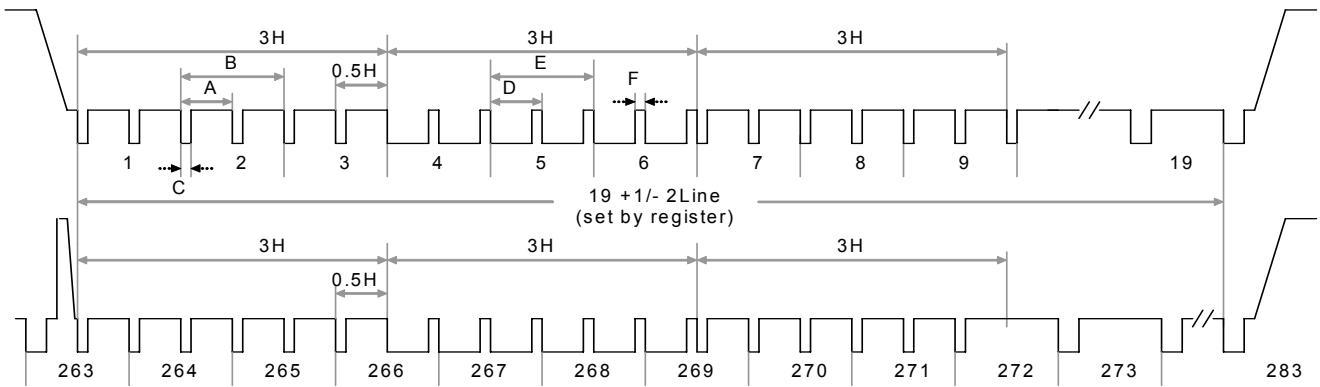 3H 3H 3H
B E
0.5H F
A D
1 2 3 4 5 6 7 8 9 19
C
19 +1/- 2Line
(set by register)
3H 3H 3H
0.5H
263 264 265 266 267 268 269 270 271 272 273 283